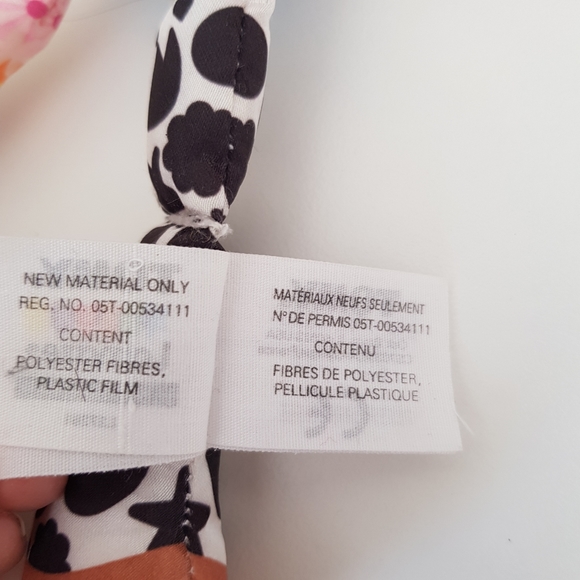 NEW MATERIAL ONLY
REG. NO. 05T-00534111
CONTENT
POLYESTER FIBRES,
PLASTIC FILM
MATÉRIAUX NEUFS SEULEMENT
N° DE PERMIS 05T-00534111
CONTENU
FIBRES DE POLYESTER,
PELLICULE PLASTIQUE